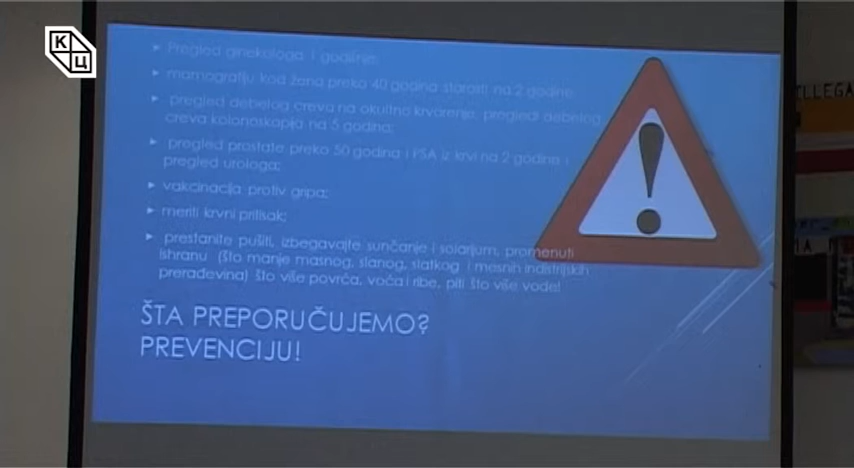 КЦ
Pregled ginekologa 1 godišnje
mamografiju kod žena preko 40 godina starosti na 2 godine
pregled debelog creva na okultno krvarenje, pregledi debelog
creva kolonoskopija na 5 godina;
pregled prostate preko 50 godina i PSA iz krvi na 2 godine i
pregled urologa;
vakcinacija protiv gripa;
meriti krvni pritisak;
prestanite pušiti, izbegavajte sunčanje i solarijum, promenuti
ishranu (što manje masnog, slanog, slatkog i mesnih indistrijskih
prerađevina) što više povrća, voća i ribe, piti što više vode!
ŠTA PREPORUČUJEMO?
PREVENCIJU!